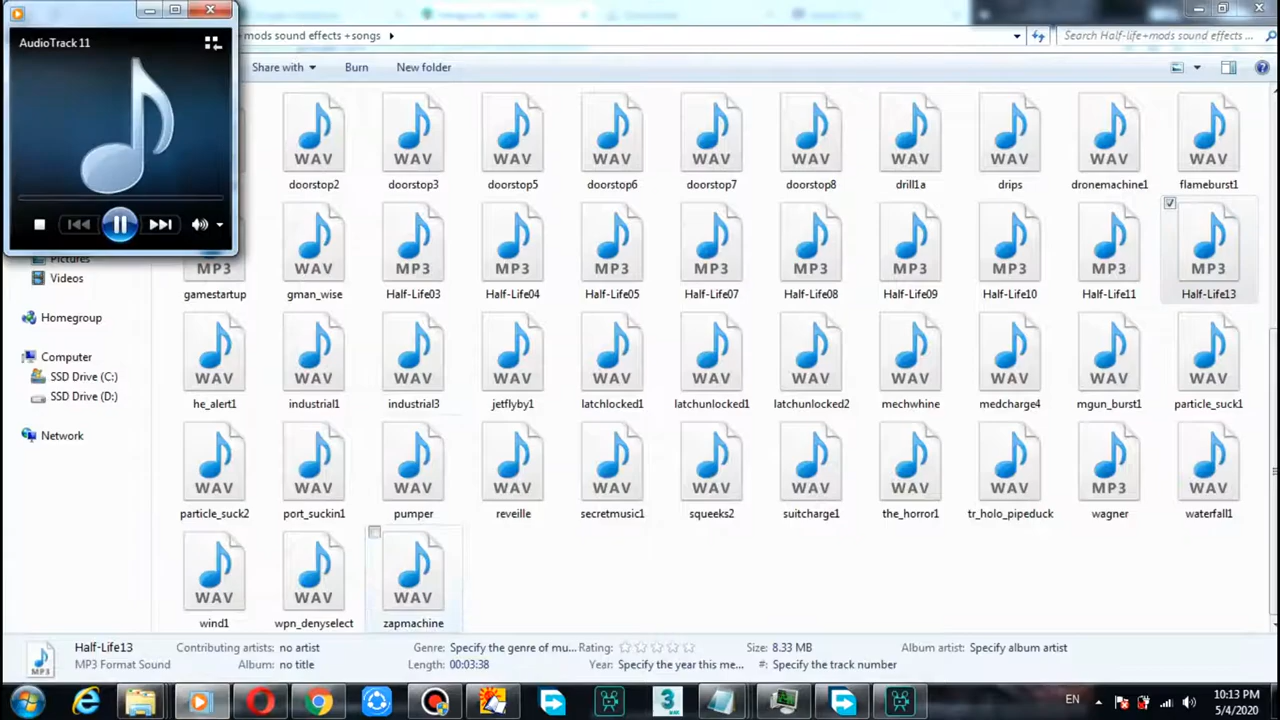 AudioTrack 11
+mods sound effects +songs
Search Half-life+mods sound effects ...
Share with
Burn
New folder
WAV WAV WAV WAV WAV WAV WAV WAV WAV WAV
doorstop2 doorstop3 doorstop5 doorstop6 doorstop7 doorstop8 drill1a drips dronemachine1 flameburst1
MP3 WAV MP3 MP3 MP3 MP3 MP3 MP3 MP3 MP3 MP3
gamestartup gman_wise Half-Life03 Half-Life04 Half-Life05 Half-Life07 Half-Life08 Half-Life09 Half-Life10 Half-Life11 Half-Life13
Pictures
Videos
Homegroup
Computer
SSD Drive (C:)
SSD Drive (D:)
Network
WAV WAV WAV WAV WAV WAV WAV WAV WAV WAV WAV
he_alert1 industrial1 industrial3 jetflyby1 latchlocked1 latchunlocked1 latchunlocked2 mechwhine medcharge4 mgun_burst1 particle_suck1
WAV WAV WAV WAV WAV WAV WAV WAV WAV MP3 WAV
particle_suck2 port_suckin1 pumper reveille secretmusic1 squeeks2 suitcharge1 the_horror1 tr_holo_pipeduck wagner waterfall1
WAV WAV WAV
wind1 wpn_denyselect zapmachine
MP3
Half-Life13 Contributing artists: no artist Genre: Specify the genre of mu... Rating: Size: 8.33 MB Album artist: Specify album artist
MP3 Format Sound Album: no title Length: 00:03:38 Year: Specify the year this me... #: Specify the track number
3
EN
10:13 PM
5/4/2020